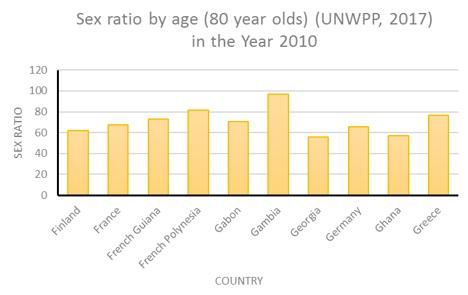 Sex ratio by age (80 year olds) (UNWPP, 2017)
in the Year 2010
SEX RATIO
120
100
80
60
40
20
0
Finland
France
French Guiana
French Polynesia
Gabon
Gambia
Georgia
Germany
Ghana
Greece
COUNTRY